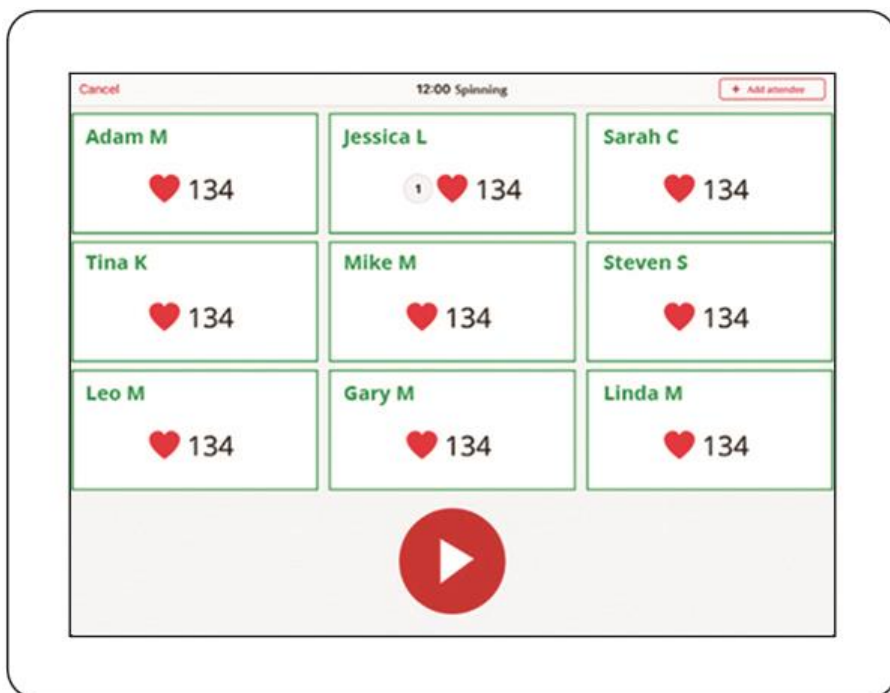 Cancel 12:00 Spinning + Add attendee
Adam M Jessica L Sarah C
134 1 134 134
Tina K Mike M Steven S
134 134 134
Leo M Gary M Linda M
134 134 134